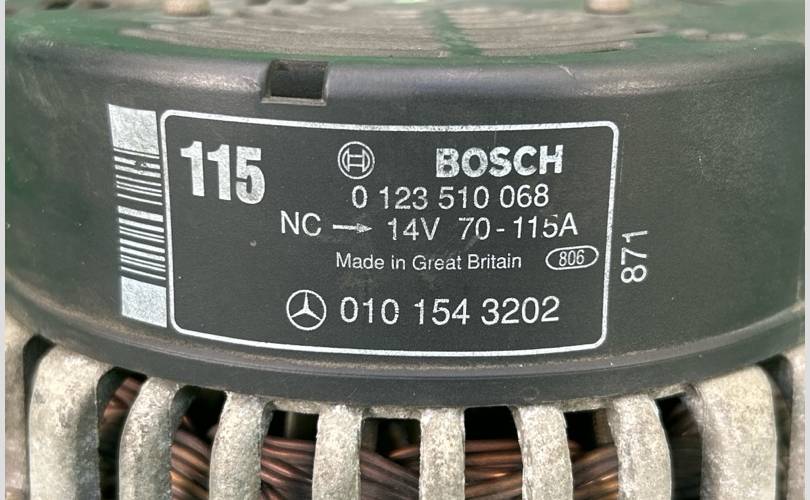 115
BOSCH
0 123 510 068
NC → 14V 70-115A
Made in Great Britain 806
010 154 3202
871